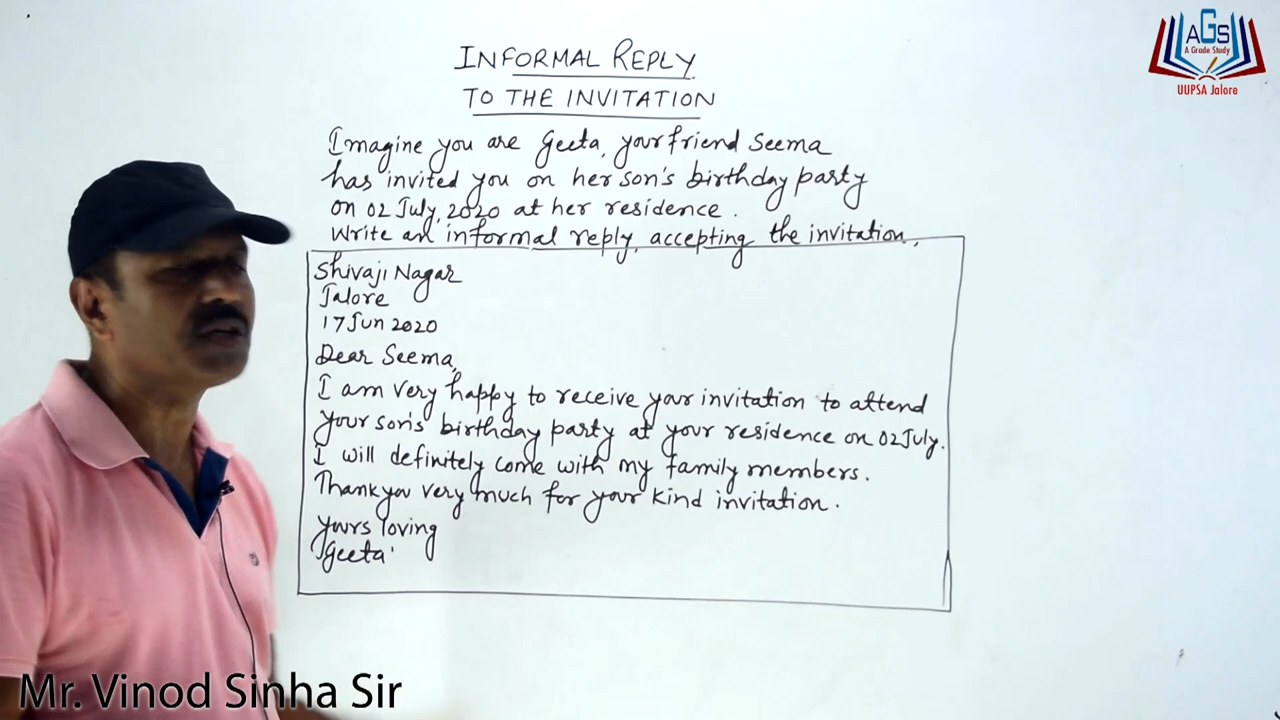 INFORMAL REPLY
TO THE INVITATION
AGS
A Grade Study
UUPSA Jalore
Imagine you are Geeta, your friend Seema
has invited you on her son's birthday party
on 02 July, 2020 at her residence.
Write an informal reply, accepting the invitation.
Shivaji Nagar
Jalore
17 Jun 2020
Dear Seema,
I am very happy to receive your invitation to attend
your son's birthday party at your residence on 02 July.
I will definitely come with my family members.
Thank you very much for your kind invitation.
Yours loving
Geeta
Mr. Vinod Sinha Sir